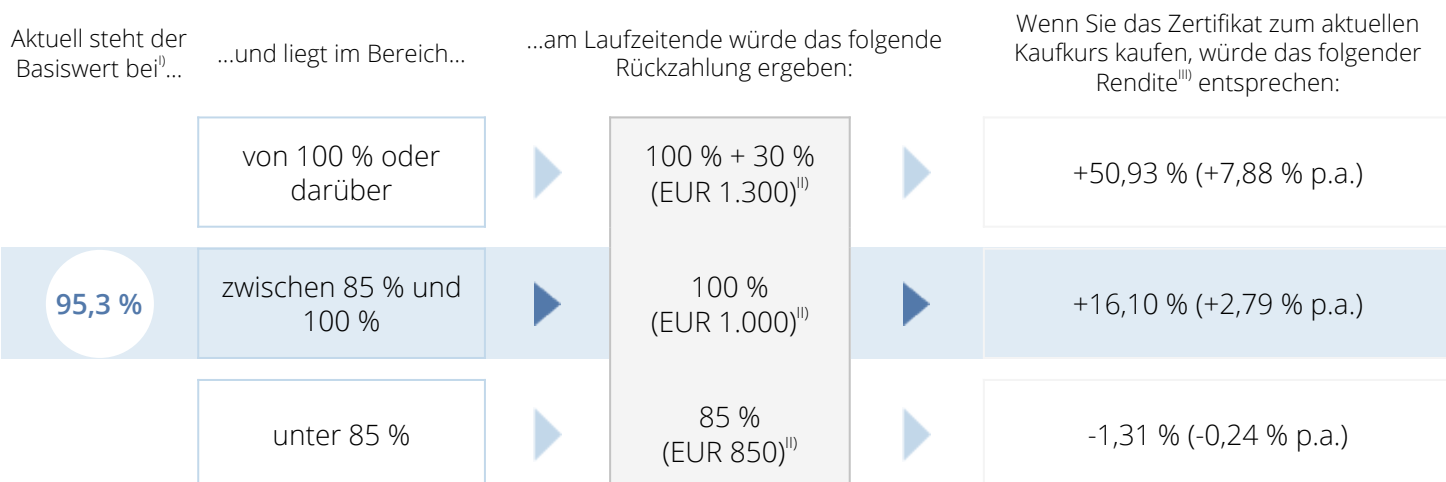 Aktuell steht der
Basiswert bei^I)...
...und liegt im Bereich...
...am Laufzeitende würde das folgende
Rückzahlung ergeben:
Wenn Sie das Zertifikat zum aktuellen
Kaufkurs kaufen, würde das folgender
Rendite^III) entsprechen:
von 100 % oder
darüber
100 % + 30 %
(EUR 1.300)^II)
+50,93 % (+7,88 % p.a.)
95,3 %
zwischen 85 % und
100 %
100 %
(EUR 1.000)^II)
+16,10 % (+2,79 % p.a.)
unter 85 %
85 %
(EUR 850)^II)
-1,31 % (-0,24 % p.a.)